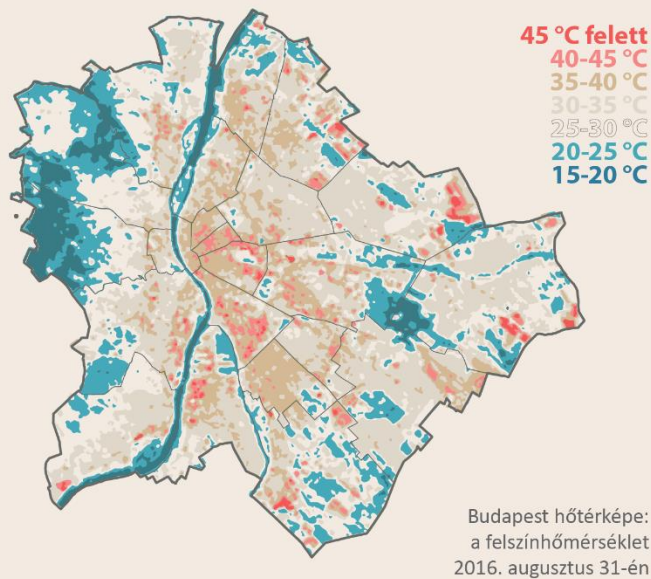 45 °C felett
40-45 °C
35-40 °C
30-35 °C
25-30 °C
20-25 °C
15-20 °C
Budapest hőtérképe:
a felszínhőmérséklet
2016. augusztus 31-én